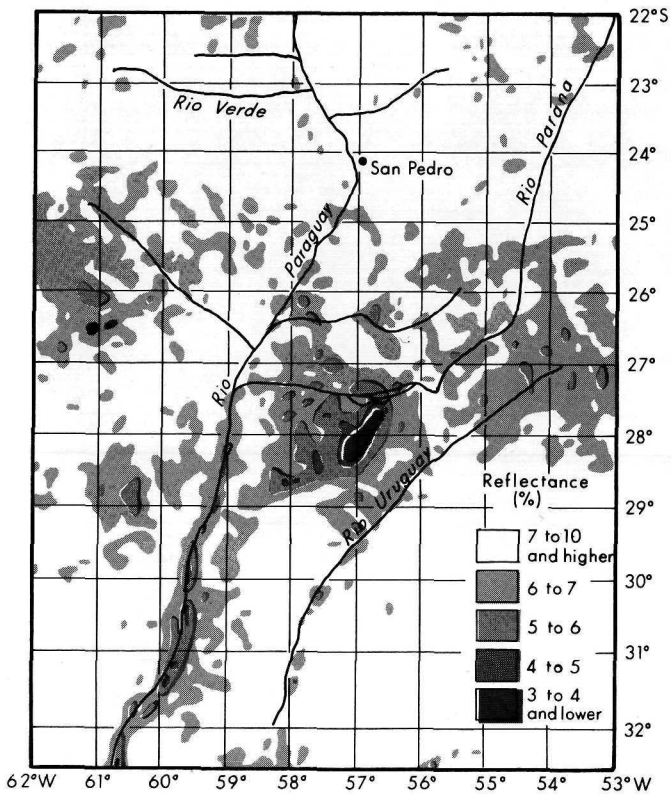 22°S
23°
Rio Verde
Rio Parana
24°
San Pedro
25°
Rio Paraguay
26°
27°
28°
Rio Uruguay
Reflectance
(%)
29°
7 to 10
and higher
30°
6 to 7
5 to 6
31°
4 to 5
3 to 4
and lower
32°
62°W 61° 60° 59° 57° 57° 56° 55° 54° 53°W